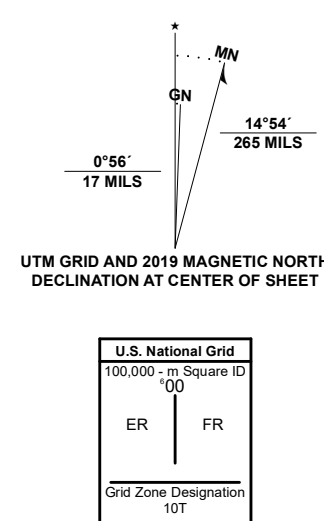 ★
MN
GN
14°54´
265 MILS
0°56´
17 MILS
UTM GRID AND 2019 MAGNETIC NORTH
DECLINATION AT CENTER OF SHEET
U.S. National Grid
100,000 - m Square ID
⁶00
ER FR
Grid Zone Designation
10T